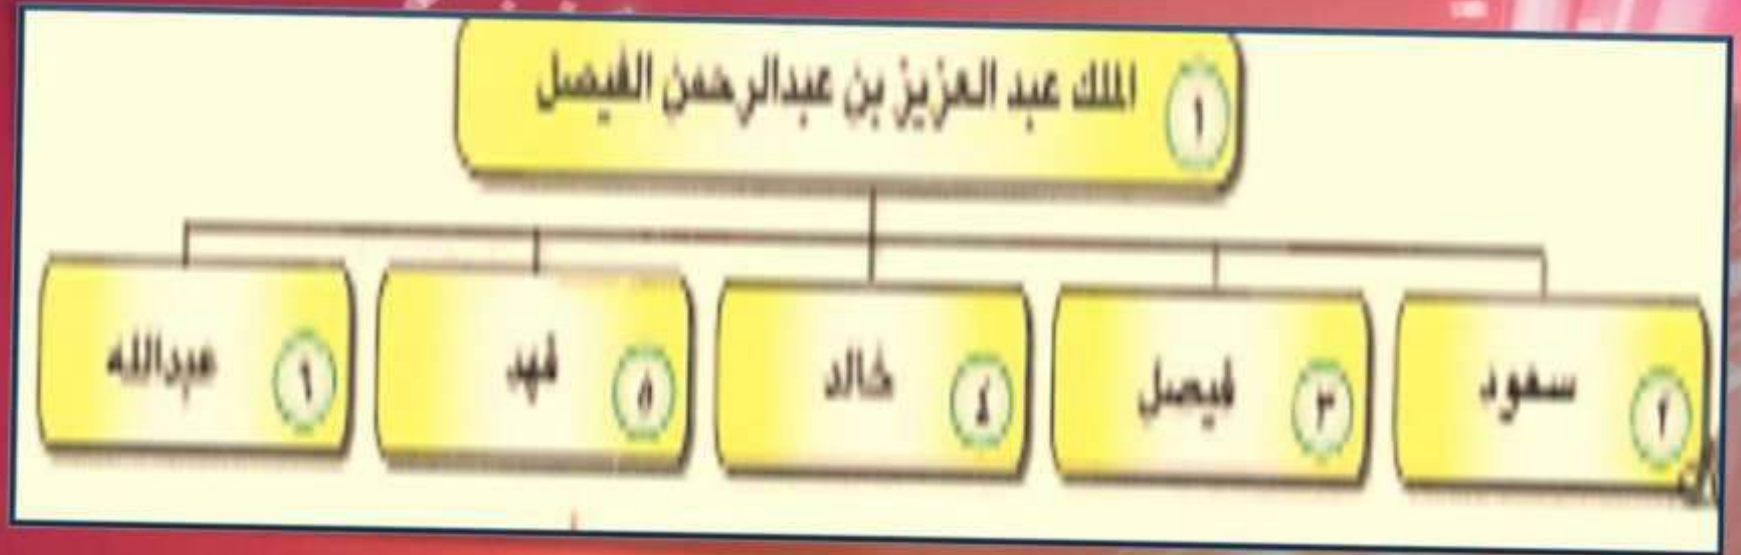 ١ الملك عبد العزيز بن عبدالرحمن الفيصل
٢ سعود
٣ فيصل
٤ خالد
٥ فهد
٦ عبدالله